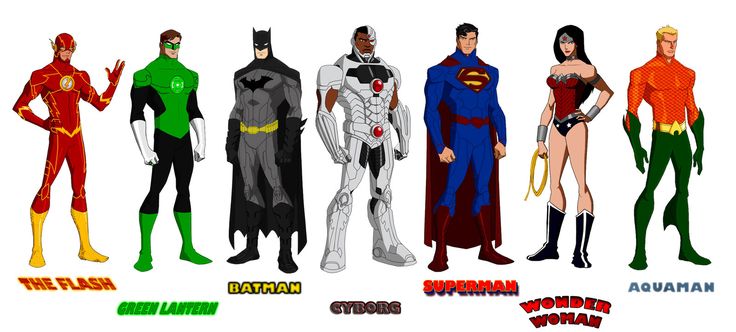 THE FLASH
GREEN LANTERN
BATMAN
CYBORG
SUPERMAN
WONDER
WOMAN
AQUAMAN